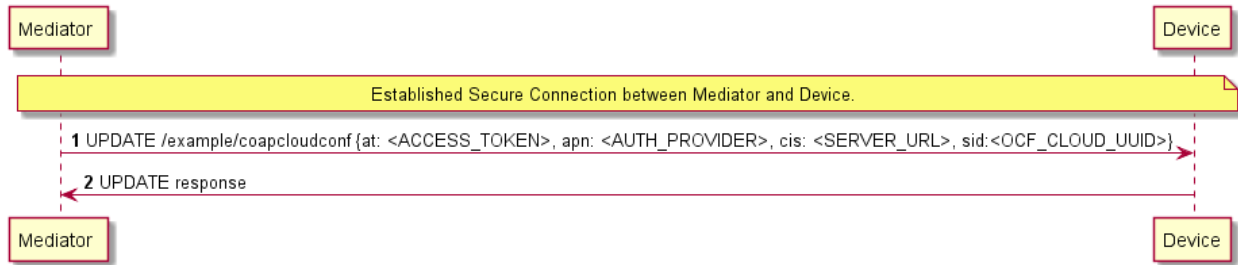 Mediator
Device
Established Secure Connection between Mediator and Device.
1 UPDATE /example/coapcloudconf {at: <ACCESS_TOKEN>, apn: <AUTH_PROVIDER>, cis: <SERVER_URL>, sid:<OCF_CLOUD_UUID>}
2 UPDATE response
Mediator
Device